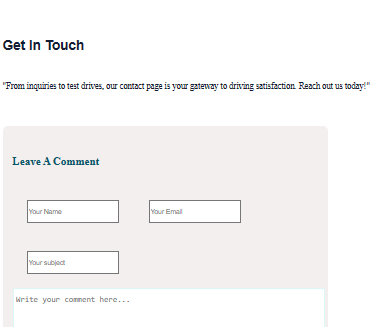 Get In Touch
"From inquiries to test drives, our contact page is your gateway to driving satisfaction. Reach out us today!"
Leave A Comment
Your Name
Your Email
Your subject
Write your comment here...